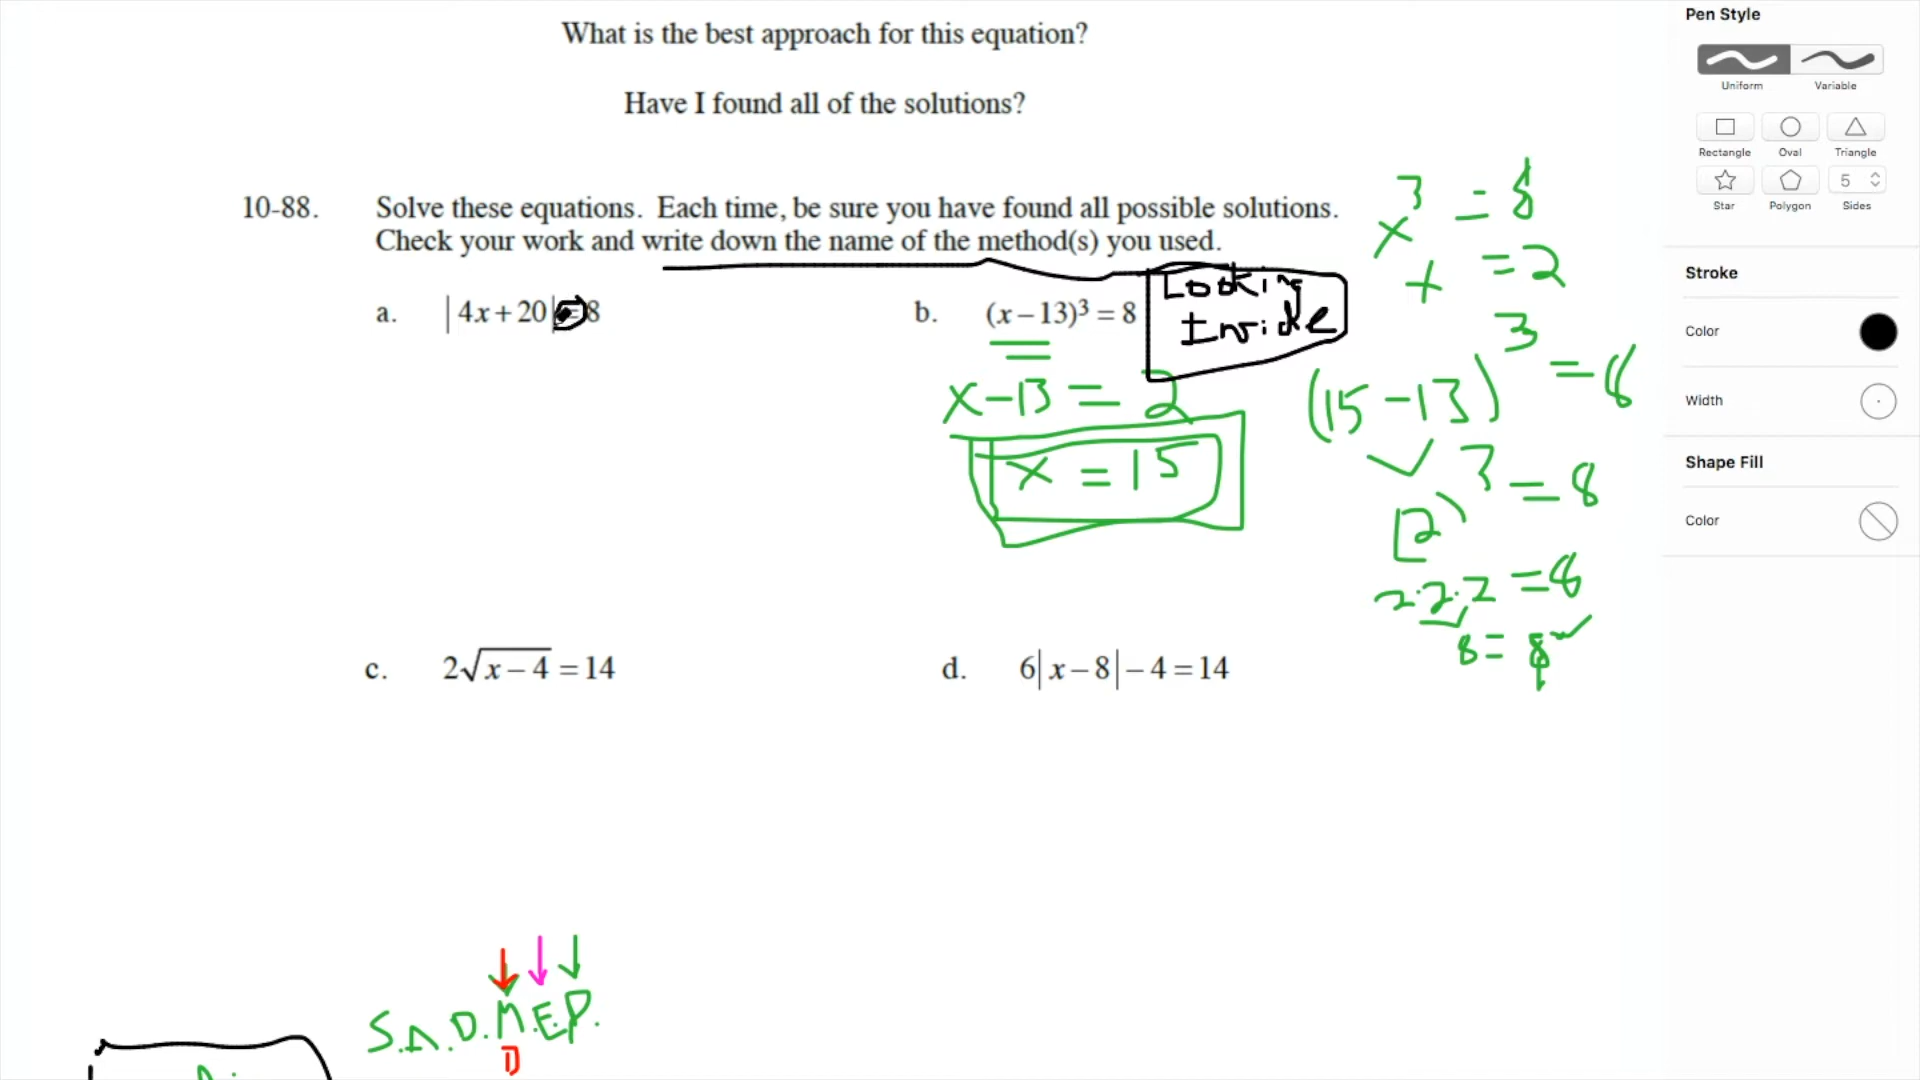 What is the best approach for this equation?
Have I found all of the solutions?
10-88. Solve these equations. Each time, be sure you have found all possible solutions.
Check your work and write down the name of the method(s) you used.
a. |4x+20|=8
b. (x−13)³=8
Looking
Inside
x−13=2
x=15
x³=8
x=2
(15−13)³=8
(2)³=8
2·2·2=8
8=8
c. 2√x−4=14
d. 6|x−8|−4=14
S.A.D.M.E.P.
D
Pen Style
Uniform Variable
Rectangle Oval Triangle
5
Star Polygon Sides
Stroke
Color
Width
Shape Fill
Color